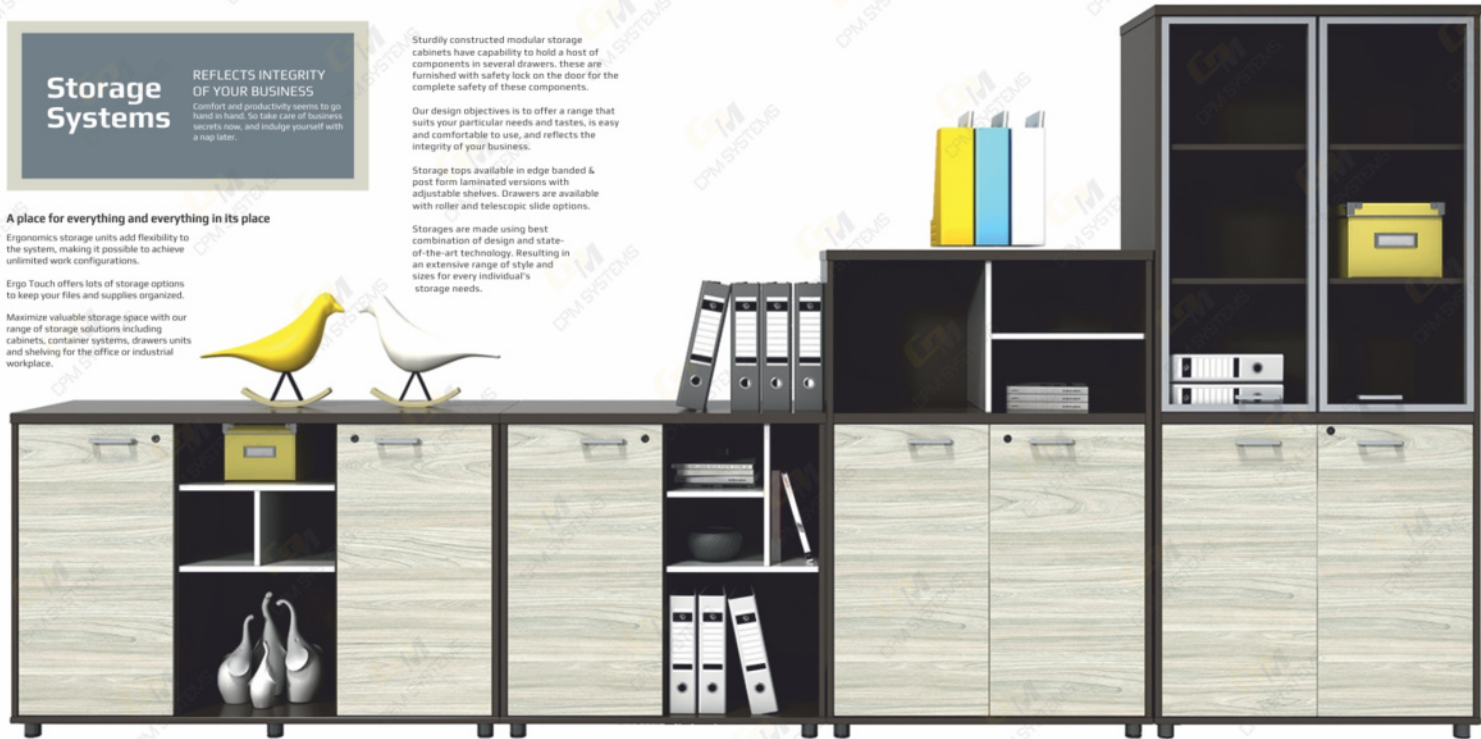 Storage
Systems
REFLECTS INTEGRITY
OF YOUR BUSINESS
Comfort and productivity seems to go
hand in hand. So take care of business
secrets now, and indulge yourself with
a nap later.
A place for everything and everything in its place
Ergonomics storage units add flexibility to
the system, making it possible to achieve
unlimited work configurations.
Ergo Touch offers lots of storage options
to keep your files and supplies organized.
Maximize valuable storage space with our
range of storage solutions including
cabinets, container systems, drawers units
and shelving for the office or industrial
workplace.
Sturdily constructed modular storage
cabinets have capability to hold a host of
components in several drawers. these are
furnished with safety lock on the door for the
complete safety of these components.
Our design objectives is to offer a range that
suits your particular needs and tastes, is easy
and comfortable to use, and reflects the
integrity of your business.
Storage tops available in edge banded &
post form laminated versions with
adjustable shelves. Drawers are available
with roller and telescopic slide options.
Storages are made using best
combination of design and state-
of-the-art technology. Resulting in
an extensive range of style and
sizes for every individual's
storage needs.
CPM SYSTEMS